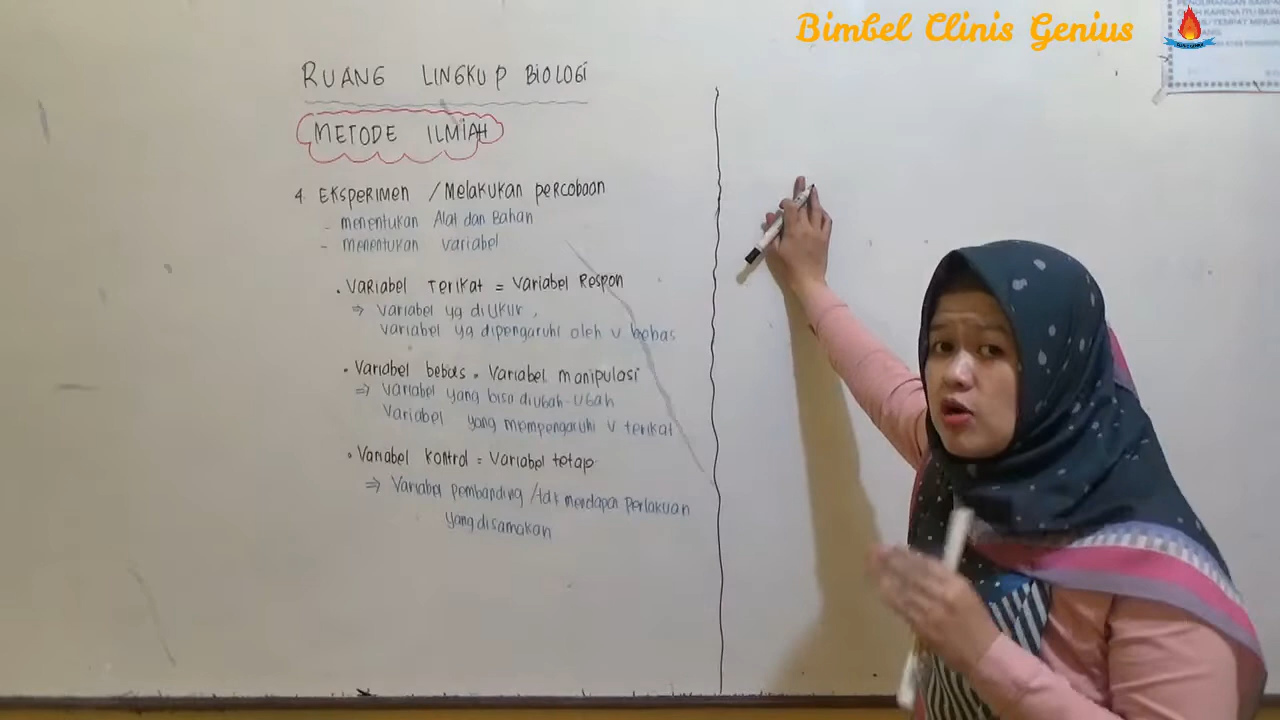 Bimbel Clinis Genius
RUANG LINGKUP BIOLOGI
METODE ILMIAH
4. EKSPERIMEN / MELAKUKAN PERCOBAAN
- menentukan Alat dan Bahan
- menentukan variabel
. VARIABEL TERIKAT = Variabel Respon
⇒ variabel yg diukur,
variabel yg dipengaruhi oleh v bebas
. Variabel bebas = Variabel manipulasi
⇒ Variabel yang bisa diubah-ubah
Variabel yang mempengaruhi v terikat
. Variabel kontrol = Variabel tetap
⇒ Variabel pembanding / tdk mendapat perlakuan
yang disamakan